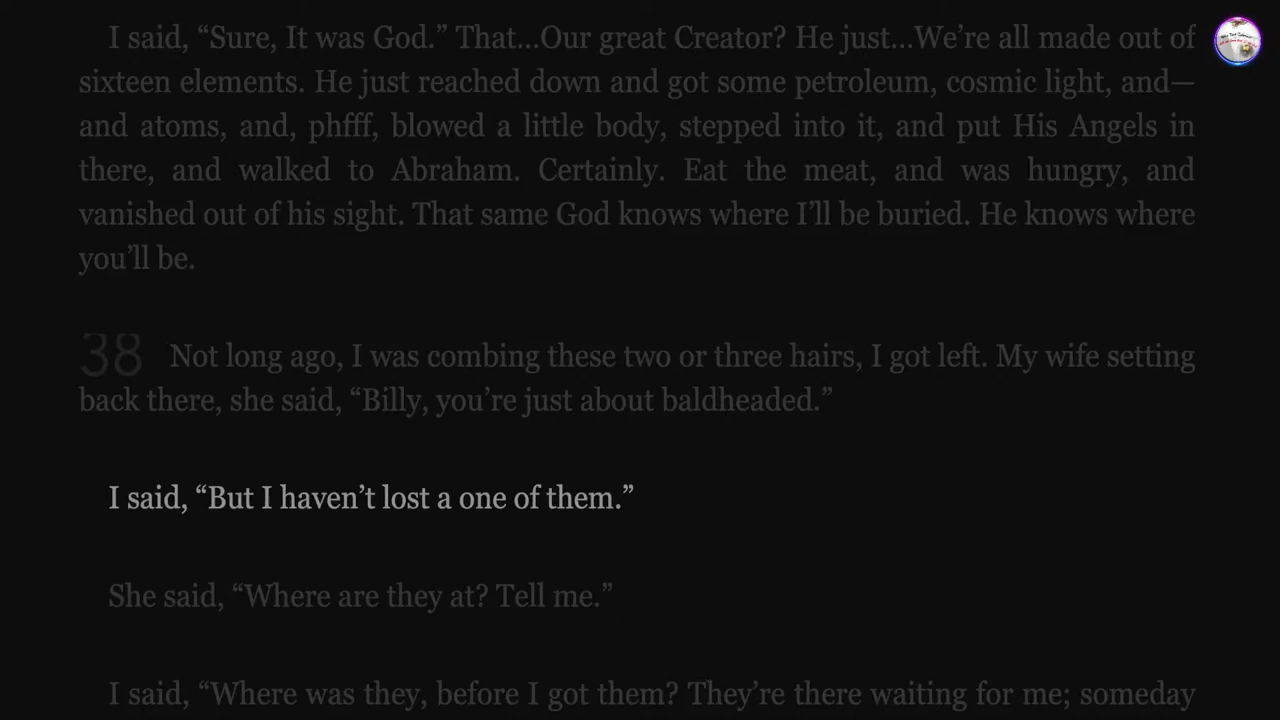 I said, “Sure, It was God.” That…Our great Creator? He just…We’re all made out of
sixteen elements. He just reached down and got some petroleum, cosmic light, and—
and atoms, and, phfff, blowed a little body, stepped into it, and put His Angels in
there, and walked to Abraham. Certainly. Eat the meat, and was hungry, and
vanished out of his sight. That same God knows where I’ll be buried. He knows where
you’ll be.
38 Not long ago, I was combing these two or three hairs, I got left. My wife setting
back there, she said, “Billy, you’re just about baldheaded.”
I said, “But I haven’t lost a one of them.”
She said, “Where are they at? Tell me.”
I said, “Where was they, before I got them? They’re there waiting for me; someday